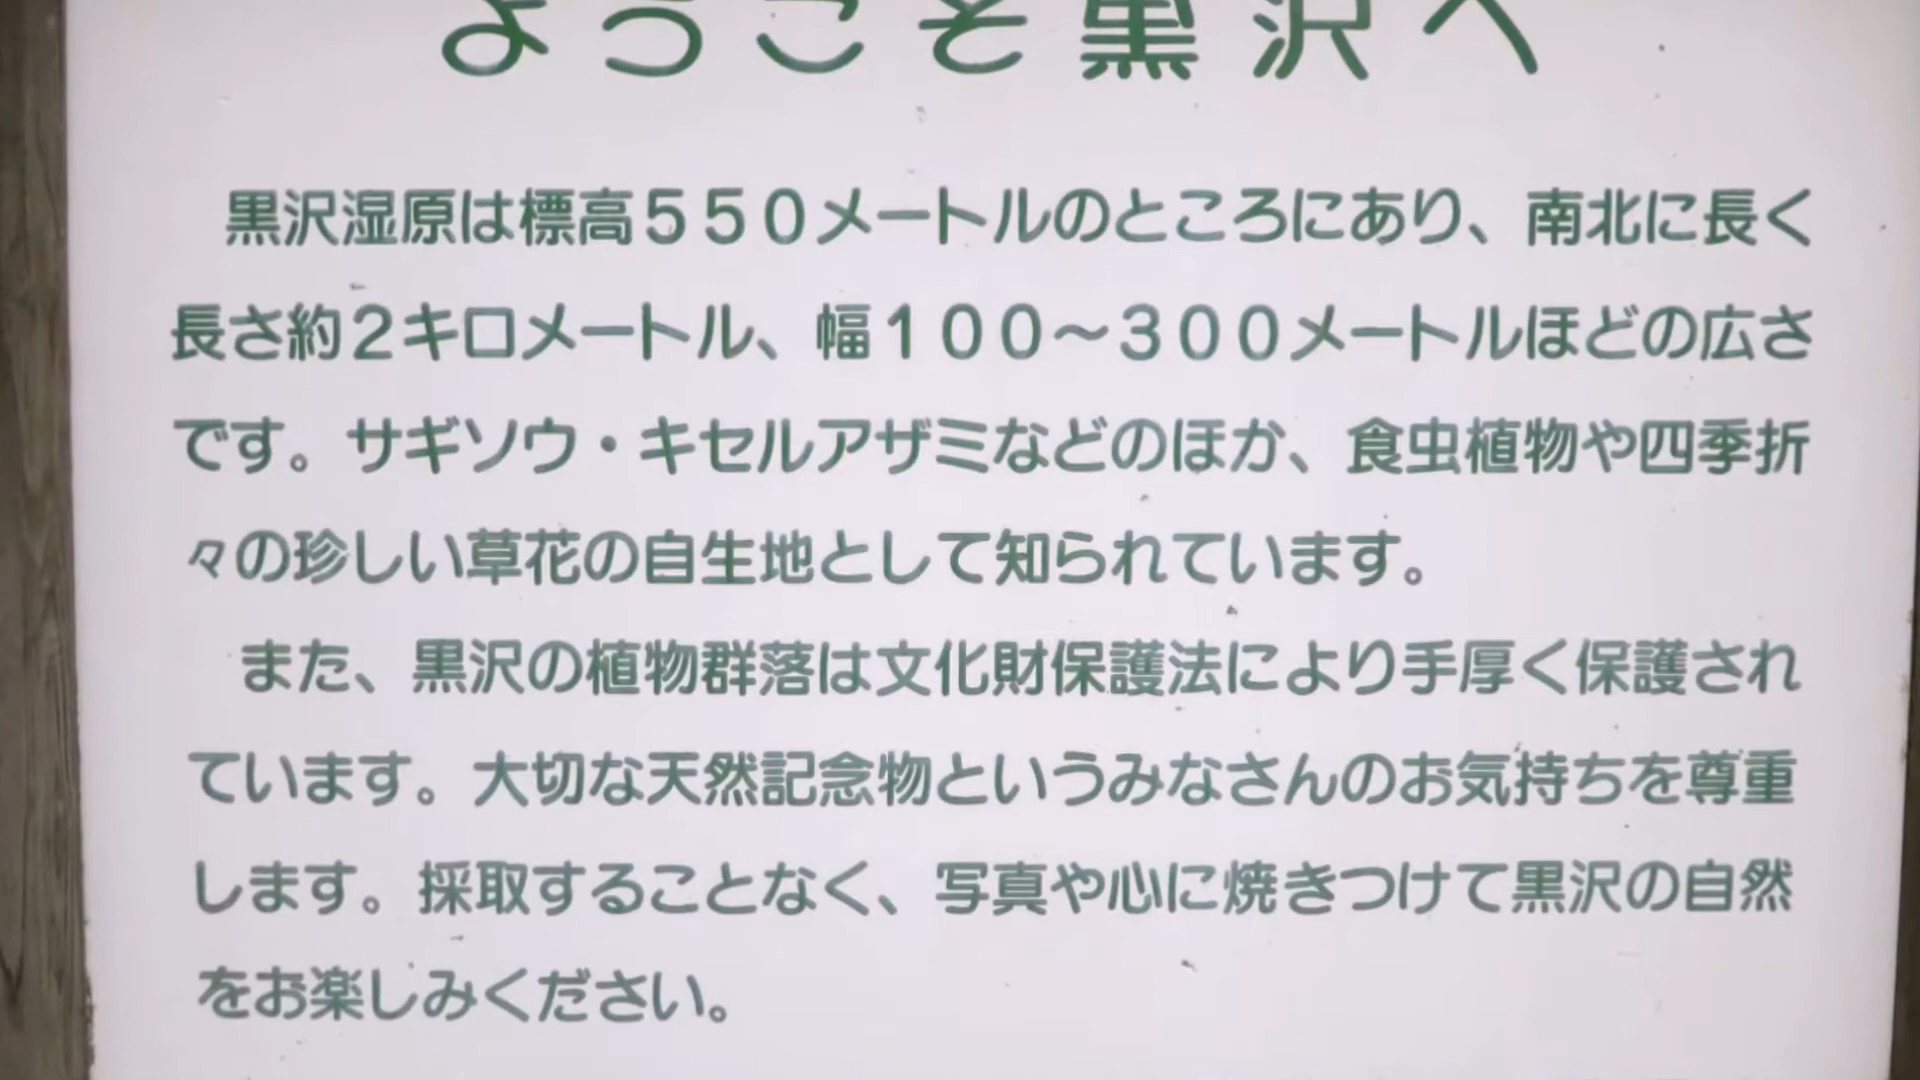 ようこそ黒沢へ
黒沢湿原は標高５５０メートルのところにあり、南北に長く
長さ約２キロメートル、幅１００～３００メートルほどの広さ
です。サギソウ・キセルアザミなどのほか、食虫植物や四季折
々の珍しい草花の自生地として知られています。
また、黒沢の植物群落は文化財保護法により手厚く保護され
ています。大切な天然記念物というみなさんのお気持ちを尊重
します。採取することなく、写真や心に焼きつけて黒沢の自然
をお楽しみください。